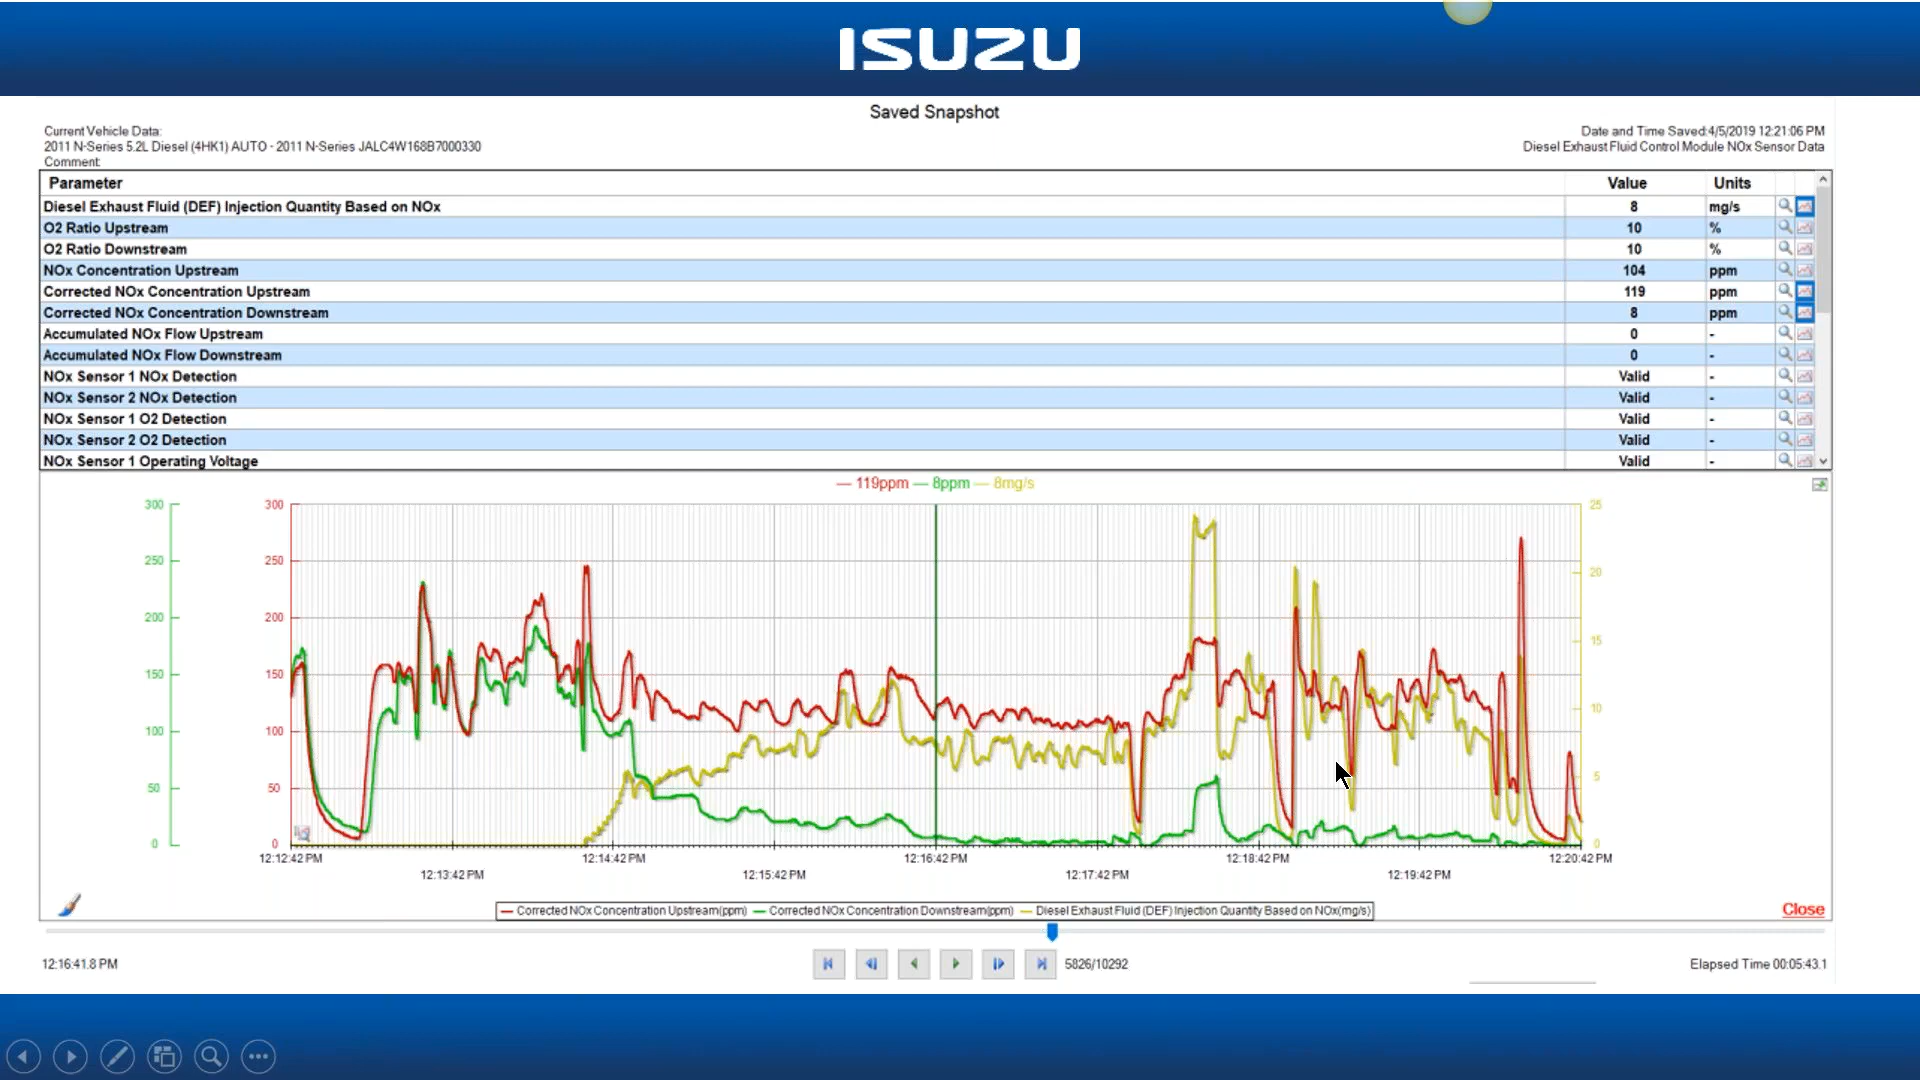 ISUZU
Saved Snapshot
Current Vehicle Data:
2011 N-Series 5.2L Diesel (4HK1) AUTO - 2011 N-Series JALC4W168B7000330
Comment:
Date and Time Saved:4/5/2019 12:21:06 PM
Diesel Exhaust Fluid Control Module NOx Sensor Data
Parameter Value Units
Diesel Exhaust Fluid (DEF) Injection Quantity Based on NOx 8 mg/s
O2 Ratio Upstream 10 %
O2 Ratio Downstream 10 %
NOx Concentration Upstream 104 ppm
Corrected NOx Concentration Upstream 119 ppm
Corrected NOx Concentration Downstream 8 ppm
Accumulated NOx Flow Upstream 0 -
Accumulated NOx Flow Downstream 0 -
NOx Sensor 1 NOx Detection Valid -
NOx Sensor 2 NOx Detection Valid -
NOx Sensor 1 O2 Detection Valid -
NOx Sensor 2 O2 Detection Valid -
NOx Sensor 1 Operating Voltage Valid -
119ppm 8ppm 8mg/s
300 300 25
250 250
20
200 200
15
150 150
10
100 100
5
50 50
0 0 0
12:12:42 PM 12:14:42 PM 12:16:42 PM 12:18:42 PM 12:20:42 PM
12:13:42 PM 12:15:42 PM 12:17:42 PM 12:19:42 PM
Corrected NOx Concentration Upstream(ppm) Corrected NOx Concentration Downstream(ppm) Diesel Exhaust Fluid (DEF) Injection Quantity Based on NOx(mg/s)
Close
12:16:41.8 PM 5826/10292 Elapsed Time 00:05:43.1